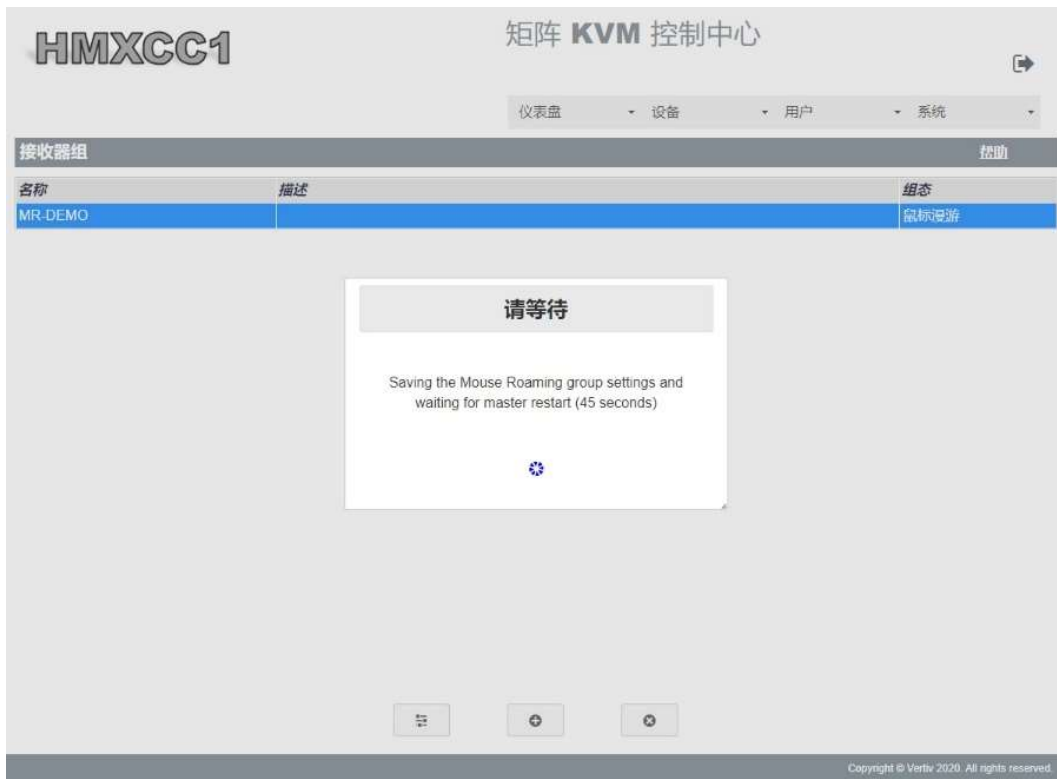 HMXCC1
矩阵 KVM 控制中心
仪表盘 设备 用户 系统
接收器组 帮助
名称 描述 组态
MR-DEMO 鼠标漫游
请等待
Saving the Mouse Roaming group settings and
waiting for master restart (45 seconds)
Copyright © Vertiv 2020. All rights reserved.